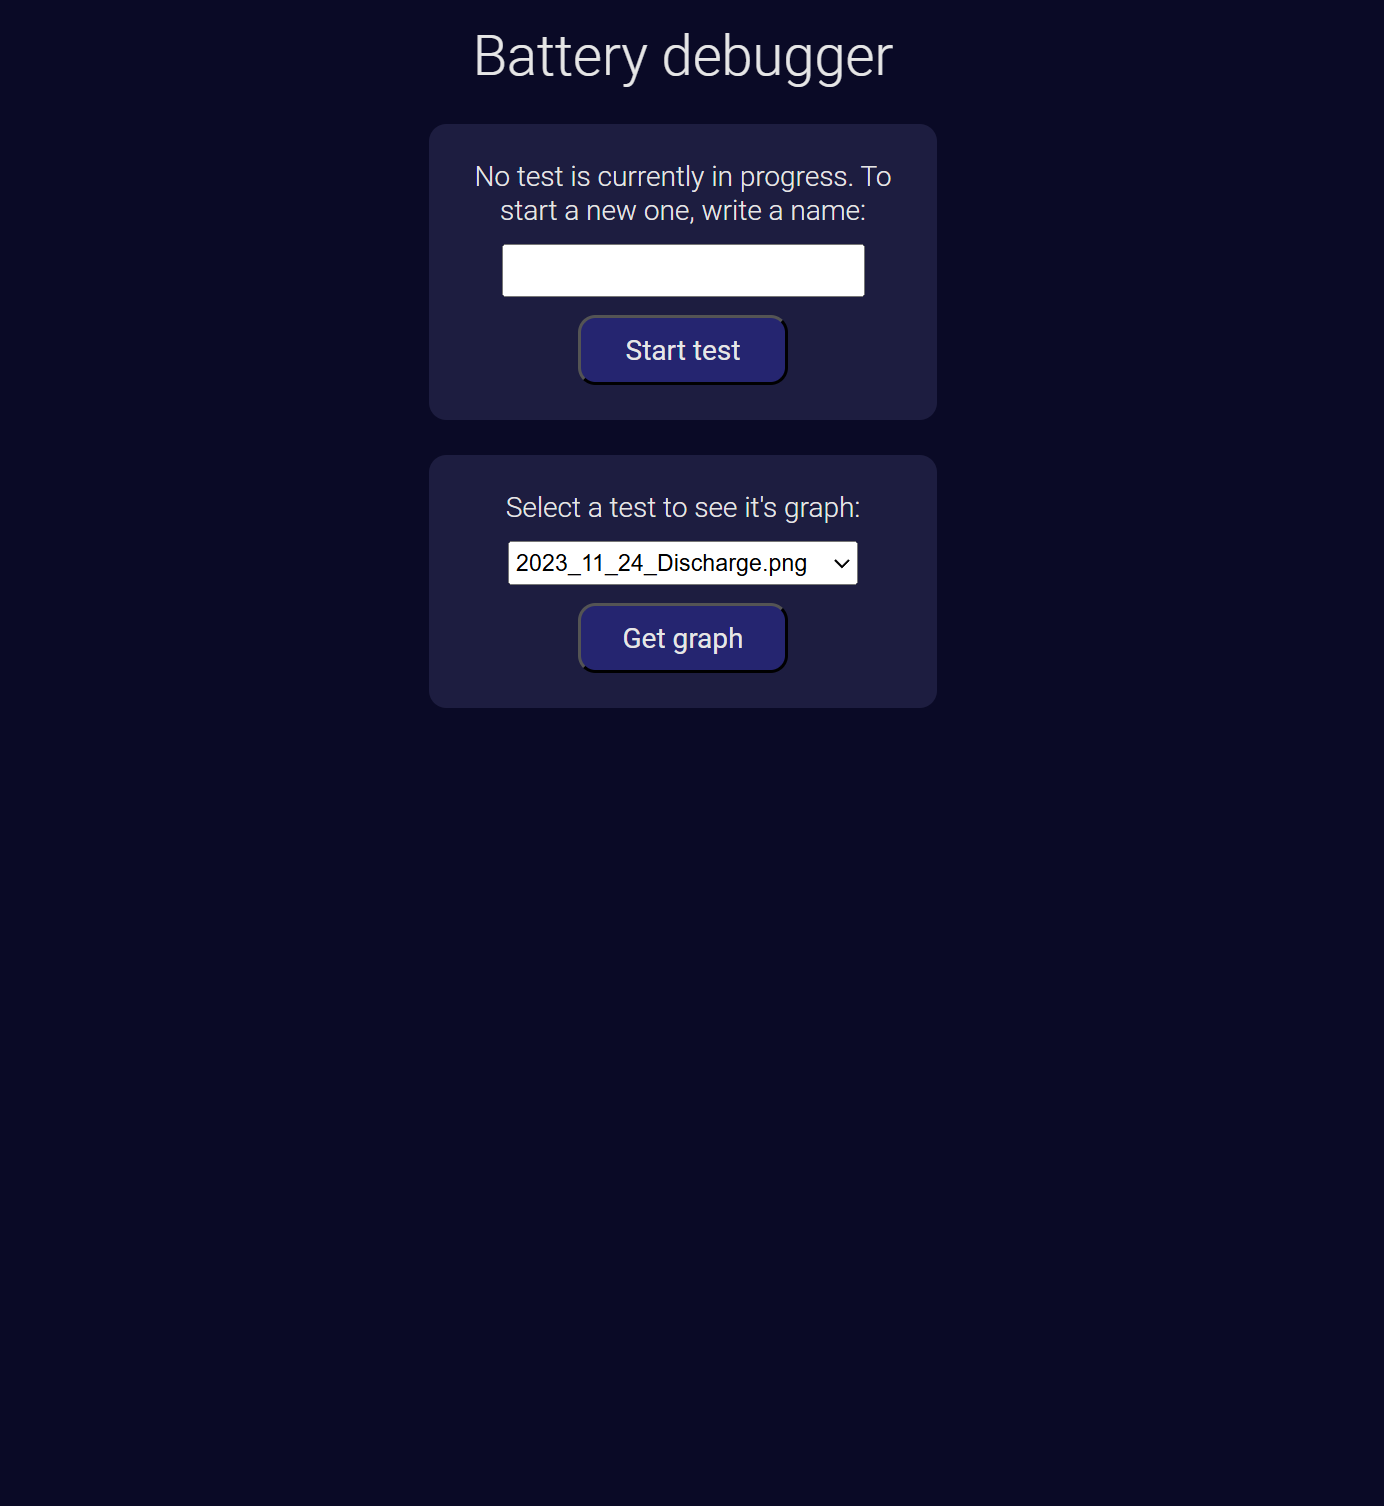 Battery debugger
No test is currently in progress. To
start a new one, write a name:
Start test
Select a test to see it's graph:
2023_11_24_Discharge.png
Get graph